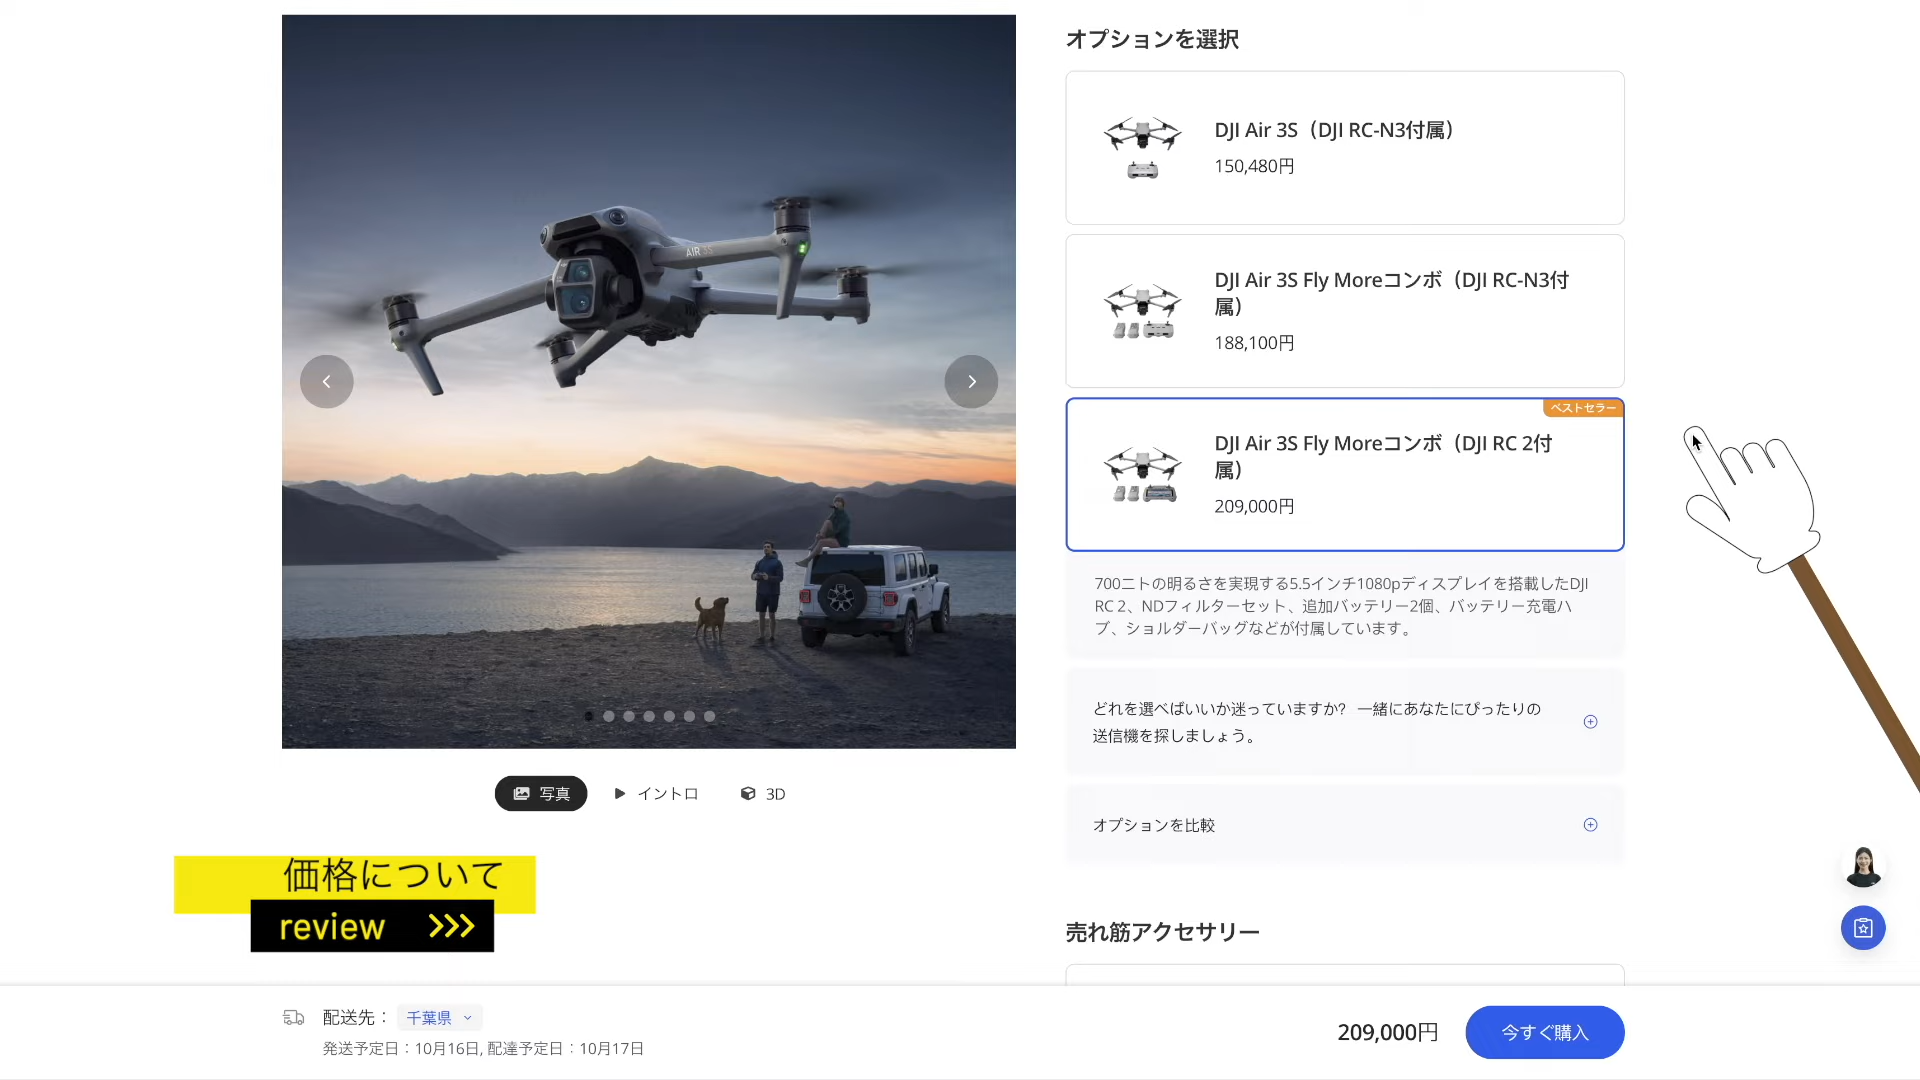 オプションを選択
DJI Air 3S（DJI RC-N3付属）
150,480円
DJI Air 3S Fly Moreコンボ（DJI RC-N3付
属）
188,100円
ベストセラー
DJI Air 3S Fly Moreコンボ（DJI RC 2付
属）
209,000円
700ニトの明るさを実現する5.5インチ1080pディスプレイを搭載したDJI
RC 2、NDフィルターセット、追加バッテリー2個、バッテリー充電ハ
ブ、ショルダーバッグなどが付属しています。
どれを選べばいいか迷っていますか? 一緒にあなたにぴったりの
送信機を探しましょう。
オプションを比較
売れ筋アクセサリー
AIR 3S
写真
イントロ
3D
価格について
review >>>
配送先：
千葉県
発送予定日：10月16日, 配達予定日：10月17日
209,000円
今すぐ購入